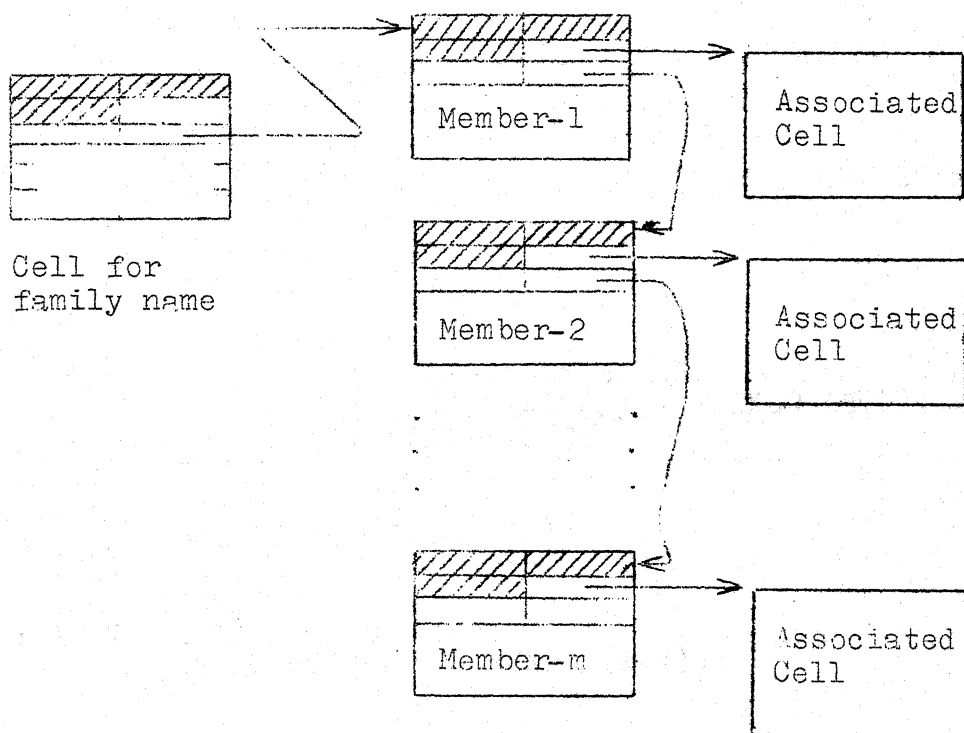 Member-1
Associated
Cell
Cell for
family name
Member-2
Associated
Cell
Member-m
Associated
Cell